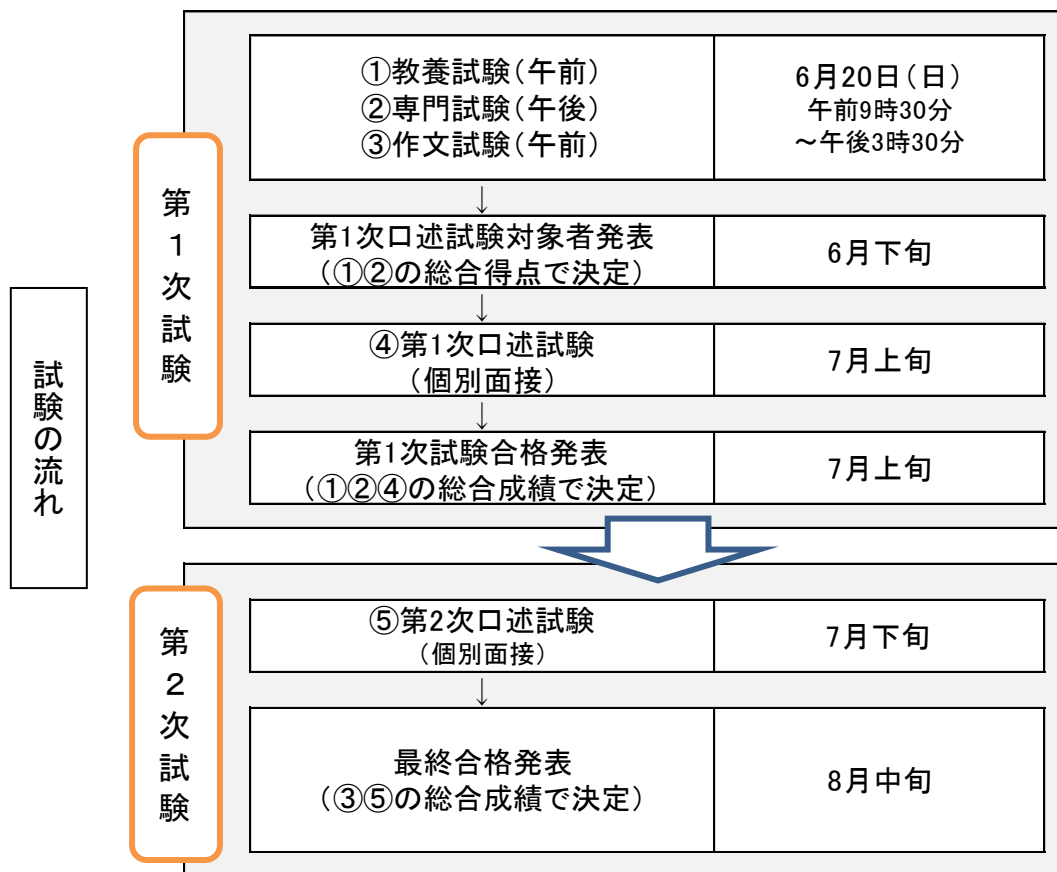 試験の流れ
第1次試験
①教養試験（午前）
②専門試験（午後）
③作文試験（午前）
6月20日（日）
午前9時30分
～午後3時30分
↓
第1次口述試験対象者発表
（①②の総合得点で決定）
6月下旬
↓
④第1次口述試験
（個別面接）
7月上旬
↓
第1次試験合格発表
（①②④の総合成績で決定）
7月上旬
第２次試験
⑤第2次口述試験
（個別面接）
7月下旬
↓
最終合格発表
（③⑤の総合成績で決定）
8月中旬